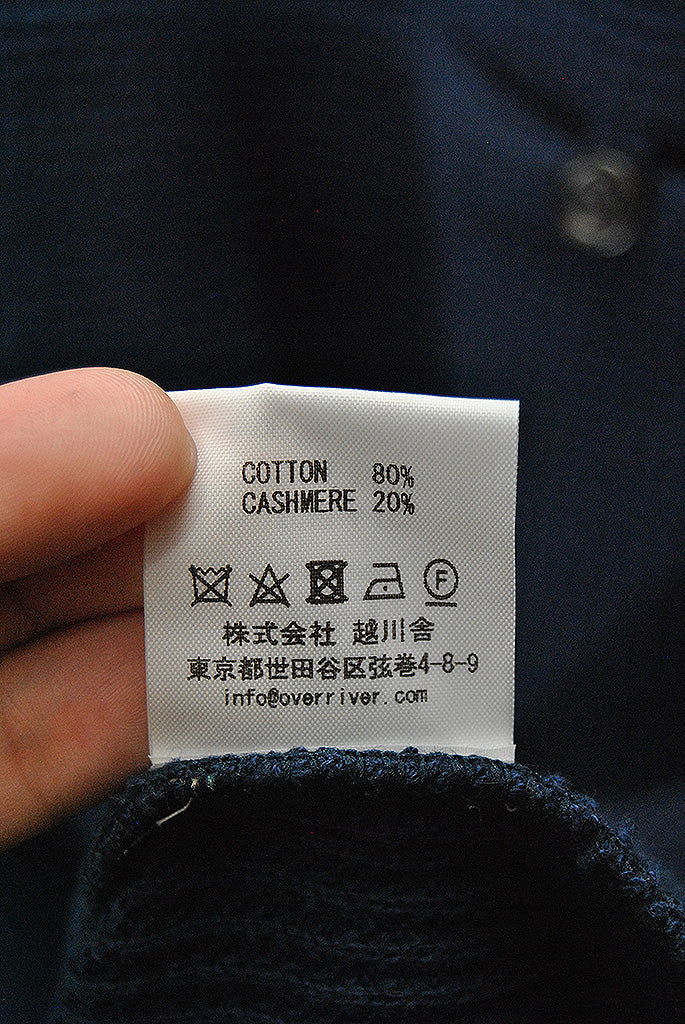 COTTON 80%
CASHMERE 20%
F
株式会社 越川舎
東京都世田谷区弦巻4-8-9
info@overriver.com